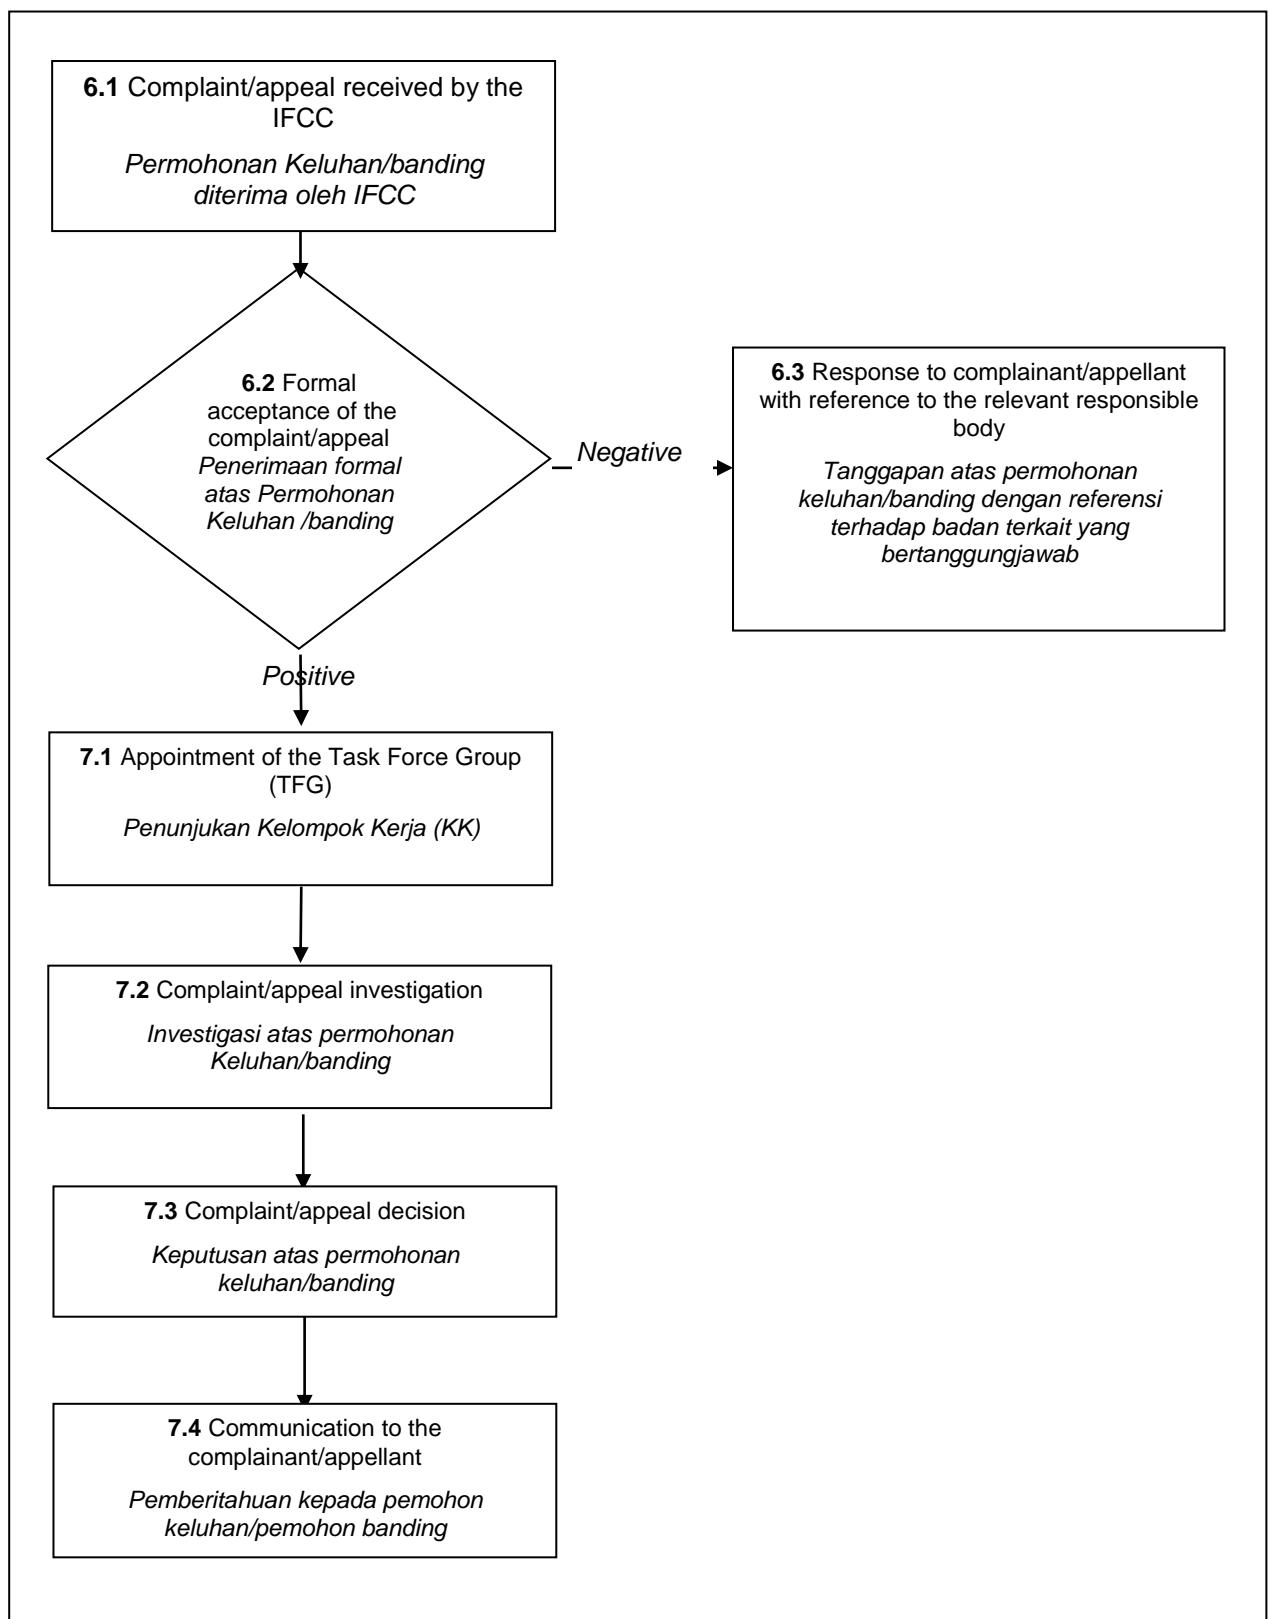 6.1 Complaint/appeal received by the
IFCC
Permohonan Keluhan/banding
diterima oleh IFCC
6.2 Formal
acceptance of the
complaint/appeal
Penerimaan formal
atas Permohonan
Keluhan /banding
Negative
6.3 Response to complainant/appellant
with reference to the relevant responsible
body
Tanggapan atas permohonan
keluhan/banding dengan referensi
terhadap badan terkait yang
bertanggungjawab
Positive
7.1 Appointment of the Task Force Group
(TFG)
Penunjukan Kelompok Kerja (KK)
7.2 Complaint/appeal investigation
Investigasi atas permohonan
Keluhan/banding
7.3 Complaint/appeal decision
Keputusan atas permohonan
keluhan/banding
7.4 Communication to the
complainant/appellant
Pemberitahuan kepada pemohon
keluhan/pemohon banding